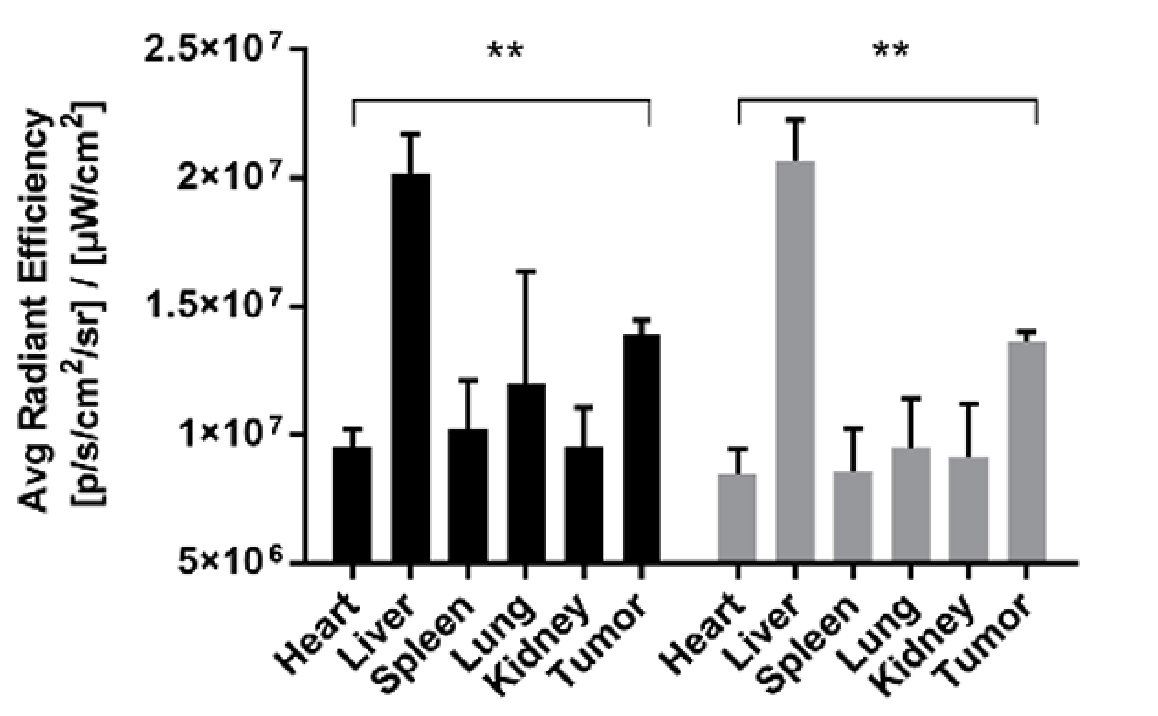 Avg Radiant Efficiency
[p/s/cm²/sr] / [µW/cm²]
2.5×10⁷
2×10⁷
1.5×10⁷
1×10⁷
5×10⁶
**
**
Heart
Liver
Spleen
Lung
Kidney
Tumor
Heart
Liver
Spleen
Lung
Kidney
Tumor